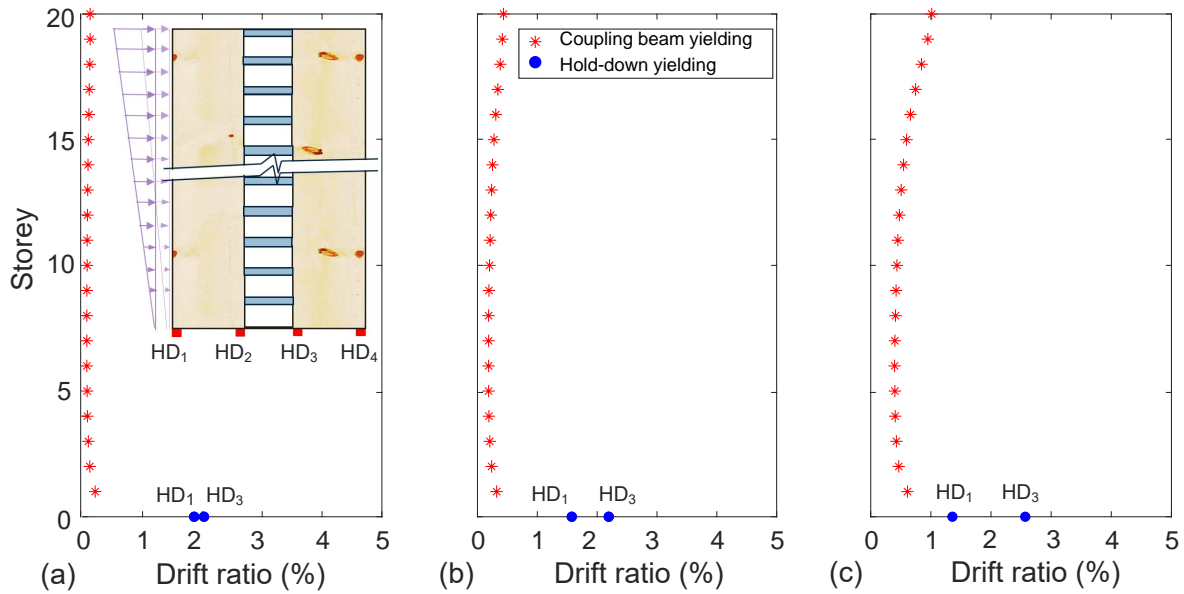 20
15
10
5
0
Storey
HD1 HD2 HD3 HD4
HD1 HD3
0 1 2 3 4 5
(a) Drift ratio (%)
Coupling beam yielding
Hold-down yielding
HD1 HD3
0 1 2 3 4 5
(b) Drift ratio (%)
HD1 HD3
0 1 2 3 4 5
(c) Drift ratio (%)